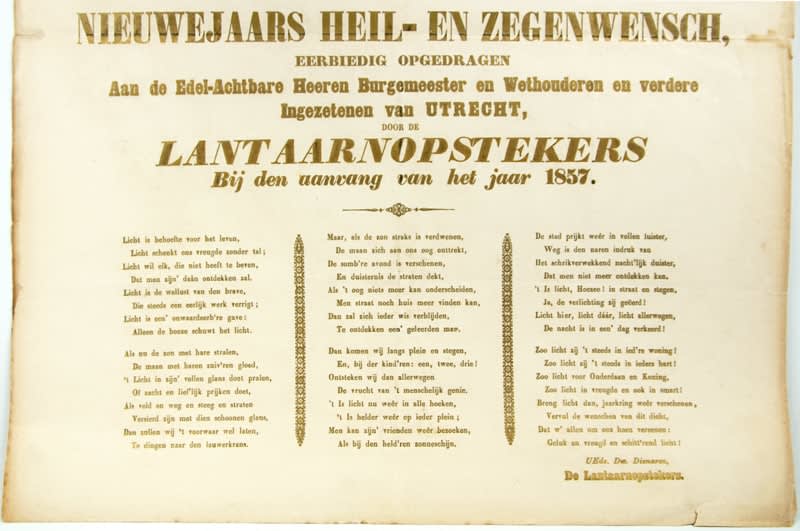 NIEUWEJAARS HEIL- EN ZEGENWENSCH,
EERBIEDIG OPGEDRAGEN
Aan de Edel-Achtbare Heeren Burgemeester en Wethouderen en verdere
Ingezetenen van UTRECHT,
DOOR DE
LANTAARNOPSTEKERS
Bij den aanvang van het jaar 1857.
Licht is behoefte voor het leven,
Licht schenkt ons vreugde zonder tal;
Licht wil elk, die niet hoeft te beven,
Dat men zijn' daân ontdekken zal.
Licht is de wellust van den brave,
Die steeds een eerlijk werk verrigt;
Licht is een' onwaardeerb're gave:
Alleen de booze schuwt het licht.
Als nu de zon met hare stralen,
De maan met haren zuiv'ren gloed,
't Licht in zijn' vollen glans doet pralen,
Of zacht en lief'lijk prijken doet,
Als veld en weg en steeg en straten
Versierd zijn met dien schoonen glans,
Dan zullen wij 't voorwaar wel laten,
Te dingen naar den lauwerkrans.
Maar, als de zon straks is verdwenen,
De maan zich aan ons oog onttrekt,
De somb're avond is verschenen,
En duisternis de straten dekt,
Als 't oog niets meer kan onderscheiden,
Men straat noch huis meer vinden kan,
Dan zal zich ieder wis verblijden,
Te ontdekken een' geleerden man.
Dan komen wij langs plein en stegen,
En, bij der kind'ren: een, twee, drie!
Ontsteken wij dan allerwegen
De vrucht van 't menschelijk genie.
't Is licht nu weêr in alle hoeken,
't Is helder weêr op ieder plein;
Men kan zijn' vrienden weêr bezoeken,
Als bij den held'ren zonneschijn.
De stad prijkt weêr in vollen luister,
Weg is den naren indruk van
Het schrikverwekkend nacht'lijk duister,
Dat men niet meer ontdekken kan.
't Is Licht, Hoezee! in straat en stegen,
Ja, de verlichting zij geëerd!
Licht hier, licht dáár, licht allerwegen,
De nacht is in een' dag verkeerd!
Zoo licht zij 't steeds in ied're woning!
Zoo licht zij 't steeds in ieders hart!
Zoo licht voor Onderdaan en Koning,
Zoo licht in vreugde en ook in smart!
Breng licht dan, jaarkring weêr verschenen,
Vervul de wenschen van dit dicht,
Dat w' allen om ons heen vereenen:
Geluk en vreugd en schitt'rend licht!
UEds. Dw. Dienaren,
De Lantaarnopstekers.